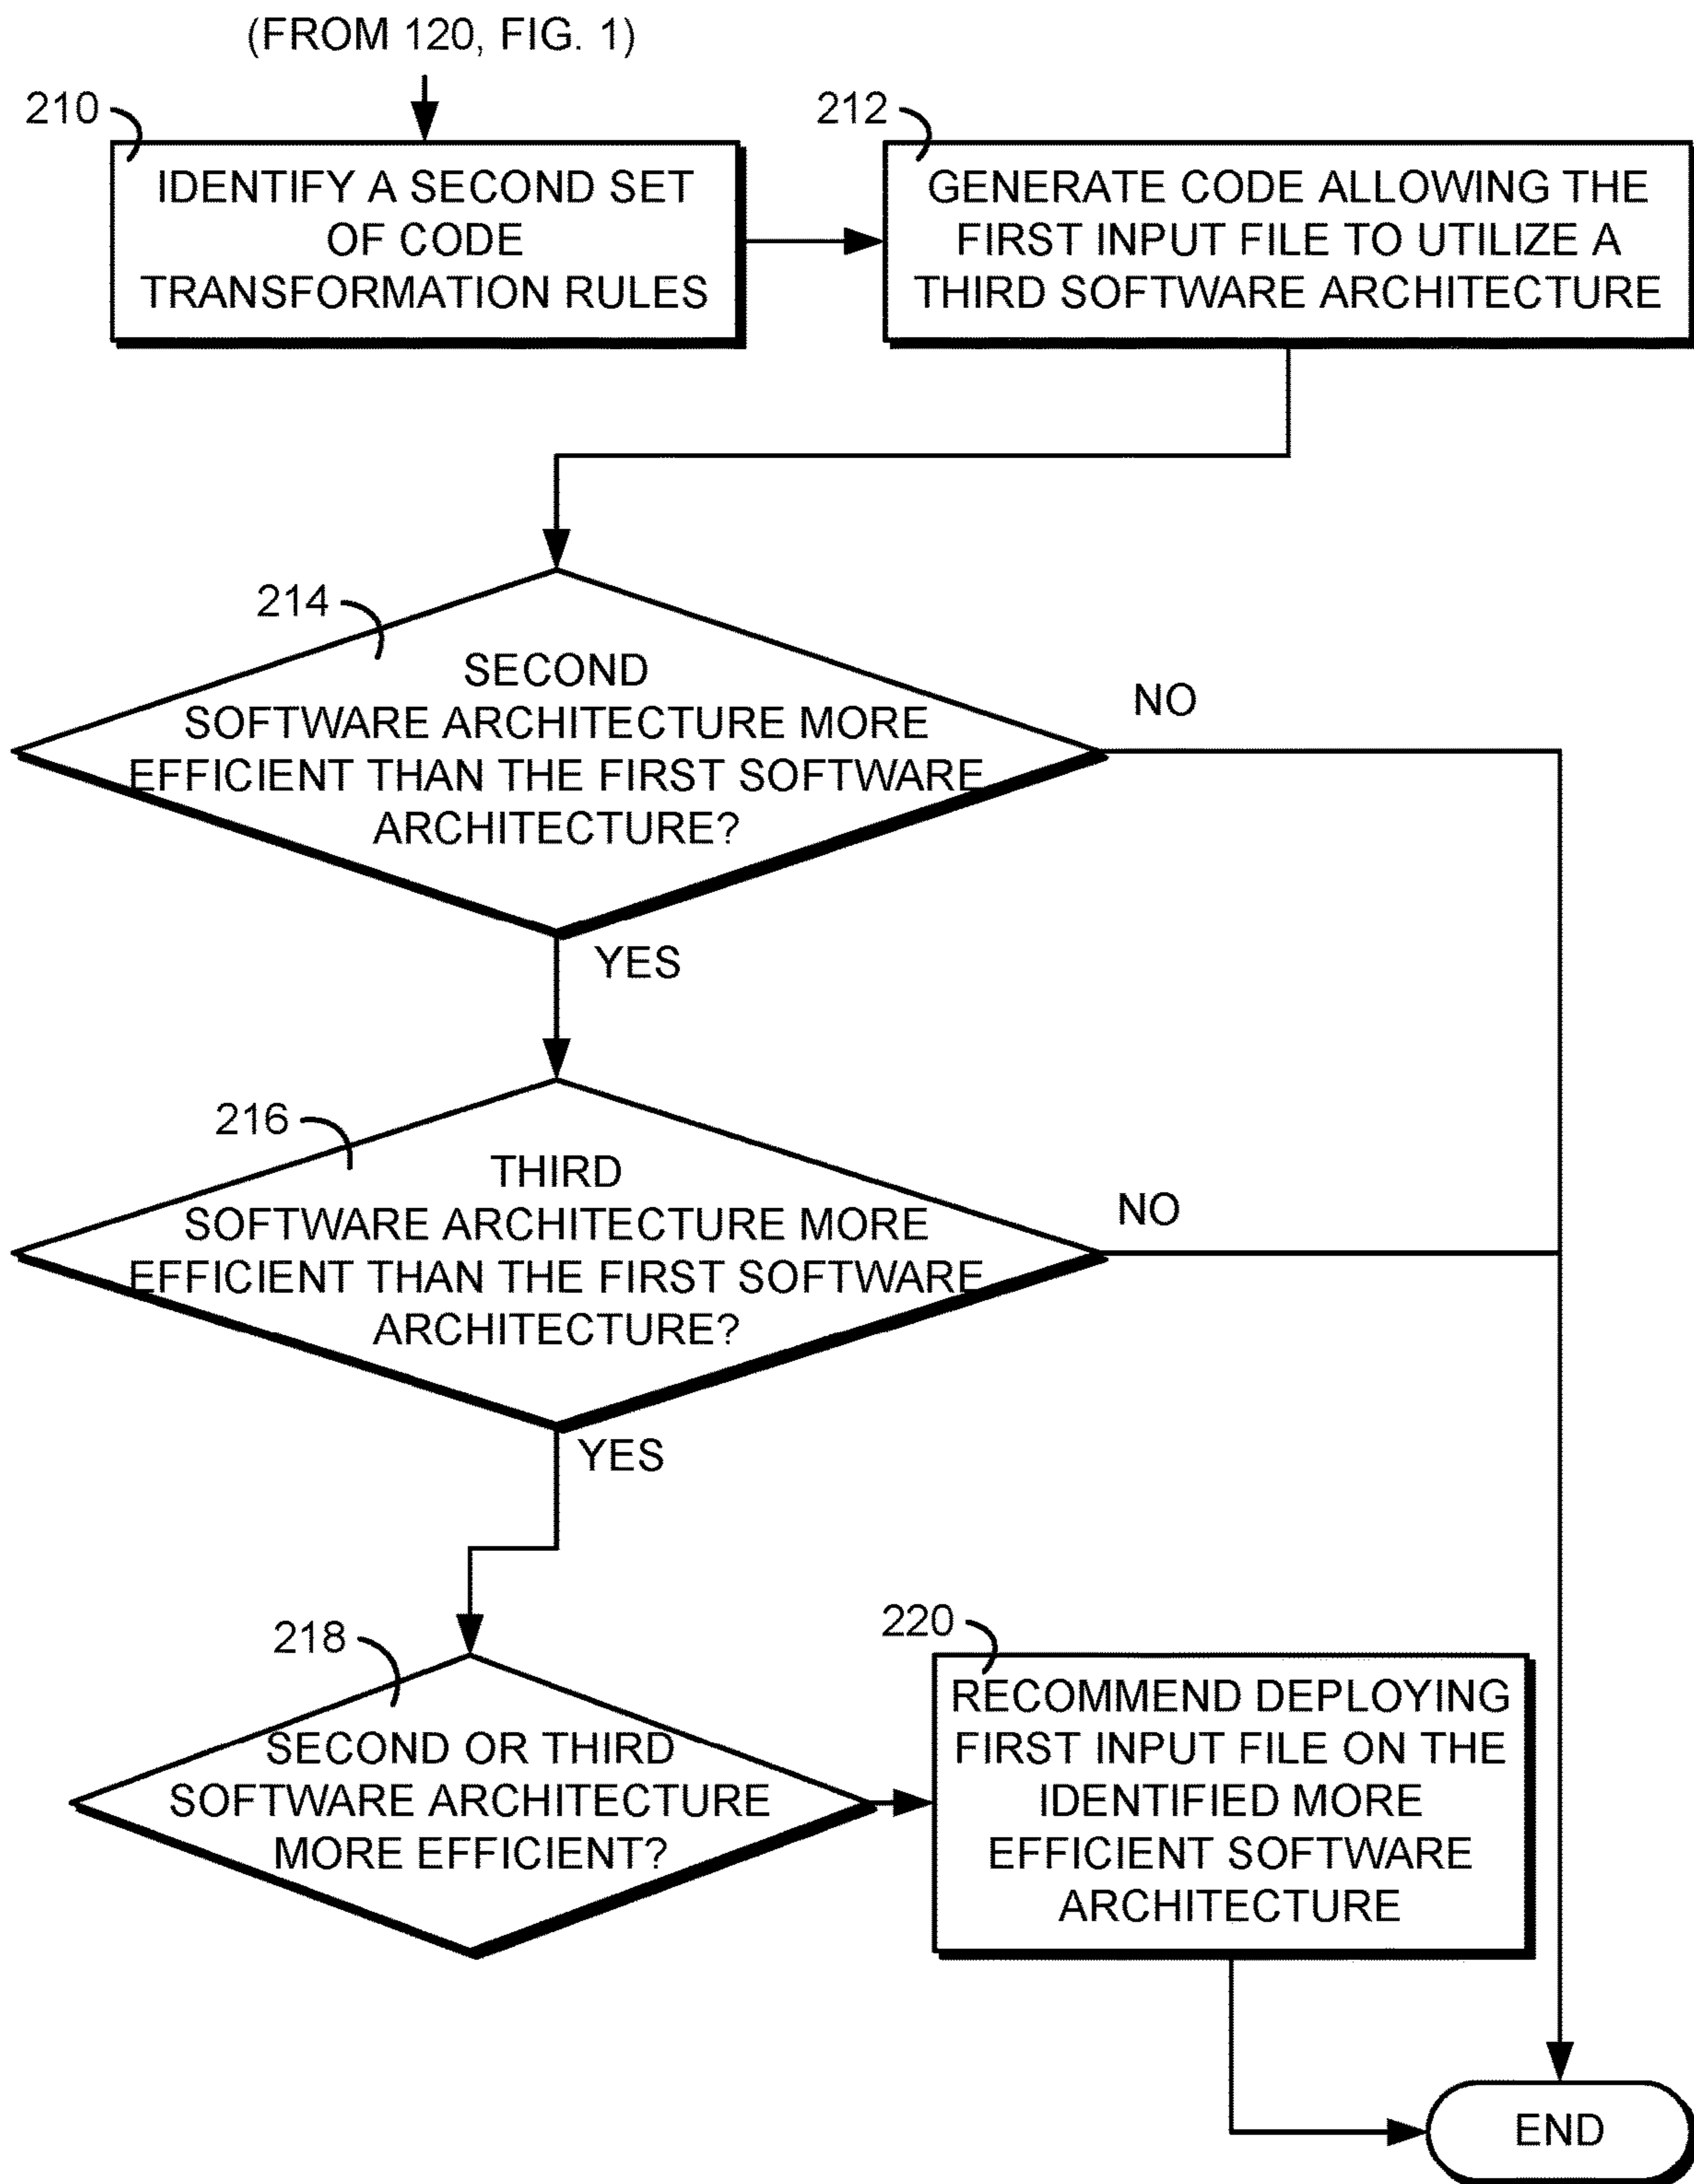 (FROM 120, FIG. 1)
210
IDENTIFY A SECOND SET
OF CODE
TRANSFORMATION RULES
212
GENERATE CODE ALLOWING THE
FIRST INPUT FILE TO UTILIZE A
THIRD SOFTWARE ARCHITECTURE
214
SECOND
SOFTWARE ARCHITECTURE MORE
EFFICIENT THAN THE FIRST SOFTWARE
ARCHITECTURE?
NO
YES
216
THIRD
SOFTWARE ARCHITECTURE MORE
EFFICIENT THAN THE FIRST SOFTWARE
ARCHITECTURE?
NO
YES
218
SECOND OR THIRD
SOFTWARE ARCHITECTURE
MORE EFFICIENT?
220
RECOMMEND DEPLOYING
FIRST INPUT FILE ON THE
IDENTIFIED MORE
EFFICIENT SOFTWARE
ARCHITECTURE
END